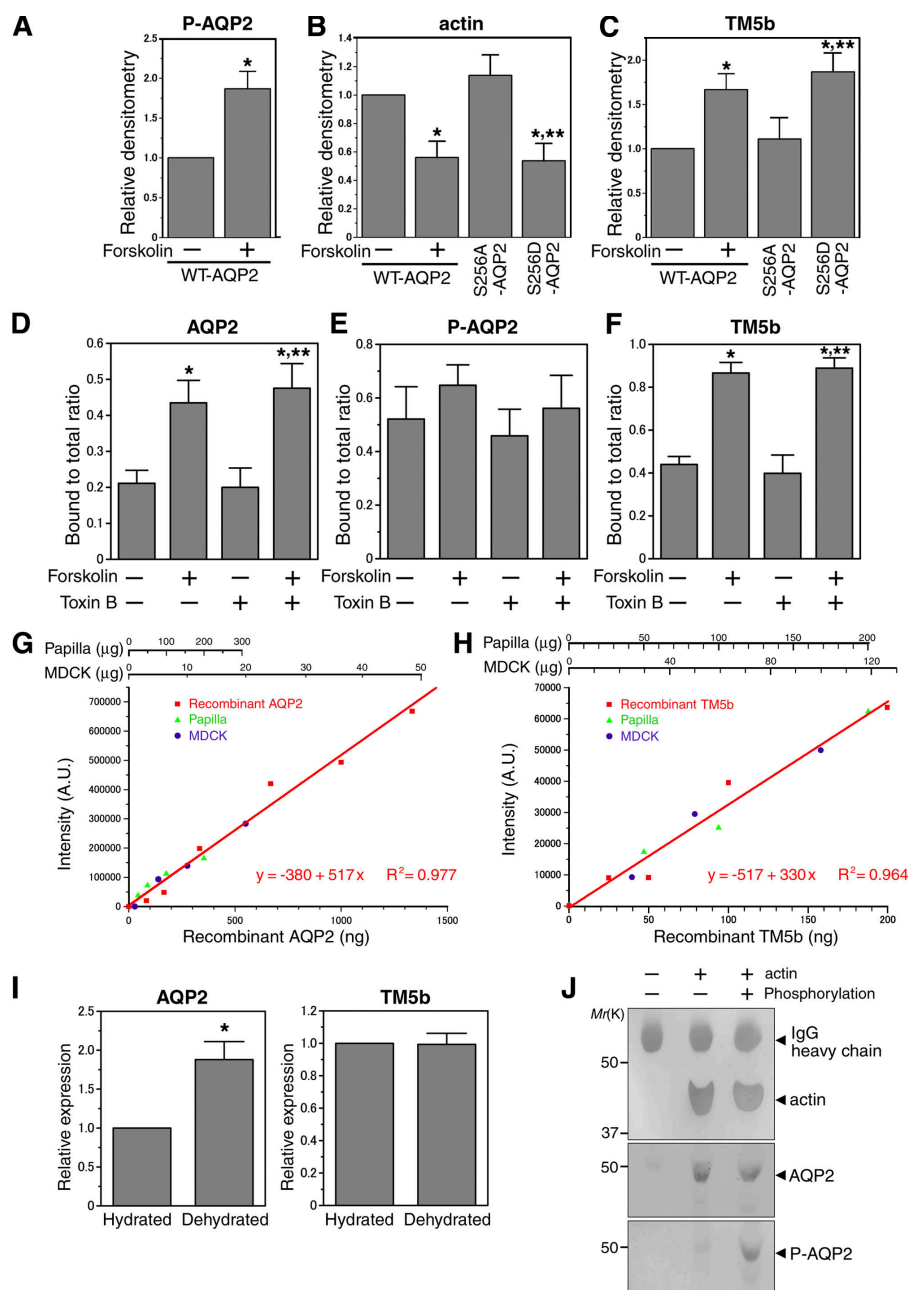 A
P-AQP2
Relative densitometry
2.5
2.0
1.5
1.0
0.5
0
*
Forskolin − +
WT-AQP2
B
actin
Relative densitometry
1.4
1.2
1.0
0.8
0.6
0.4
0.2
0
*
*,**
Forskolin − +
WT-AQP2
S256A
-AQP2
S256D
-AQP2
C
TM5b
Relative densitometry
2.0
1.5
1.0
0.5
0
*
*,**
Forskolin − +
WT-AQP2
S256A
-AQP2
S256D
-AQP2
D
AQP2
Bound to total ratio
0.6
0.4
0.2
0
*
*,**
Forskolin − + − +
Toxin B − − + +
E
P-AQP2
Bound to total ratio
0.8
0.6
0.4
0.2
0
Forskolin − + − +
Toxin B − − + +
F
TM5b
Bound to total ratio
1.0
0.8
0.6
0.4
0.2
0
*
*,**
Forskolin − + − +
Toxin B − − + +
G
Papilla (μg)
0 100 200 300
MDCK (μg)
0 10 20 30 40 50
Intensity (A.U.)
700000
600000
500000
400000
300000
200000
100000
0
Recombinant AQP2
Papilla
MDCK
y = -380 + 517x R²= 0.977
0 500 1000 1500
Recombinant AQP2 (ng)
H
Papilla (μg)
0 50 100 150 200
MDCK (μg)
0 40 80 120
Intensity (A.U.)
70000
60000
50000
40000
30000
20000
10000
0
Recombinant TM5b
Papilla
MDCK
y = -517 + 330x R²= 0.964
0 50 100 150 200
Recombinant TM5b (ng)
I
AQP2
Relative expression
2.5
2.0
1.5
1.0
0.5
0
*
Hydrated Dehydrated
TM5b
Relative expression
1.2
1.0
0.8
0.6
0.4
0.2
0
Hydrated Dehydrated
J
− + + actin
− − + Phosphorylation
Mr(K)
50
37
IgG
heavy chain
actin
50
AQP2
50
P-AQP2